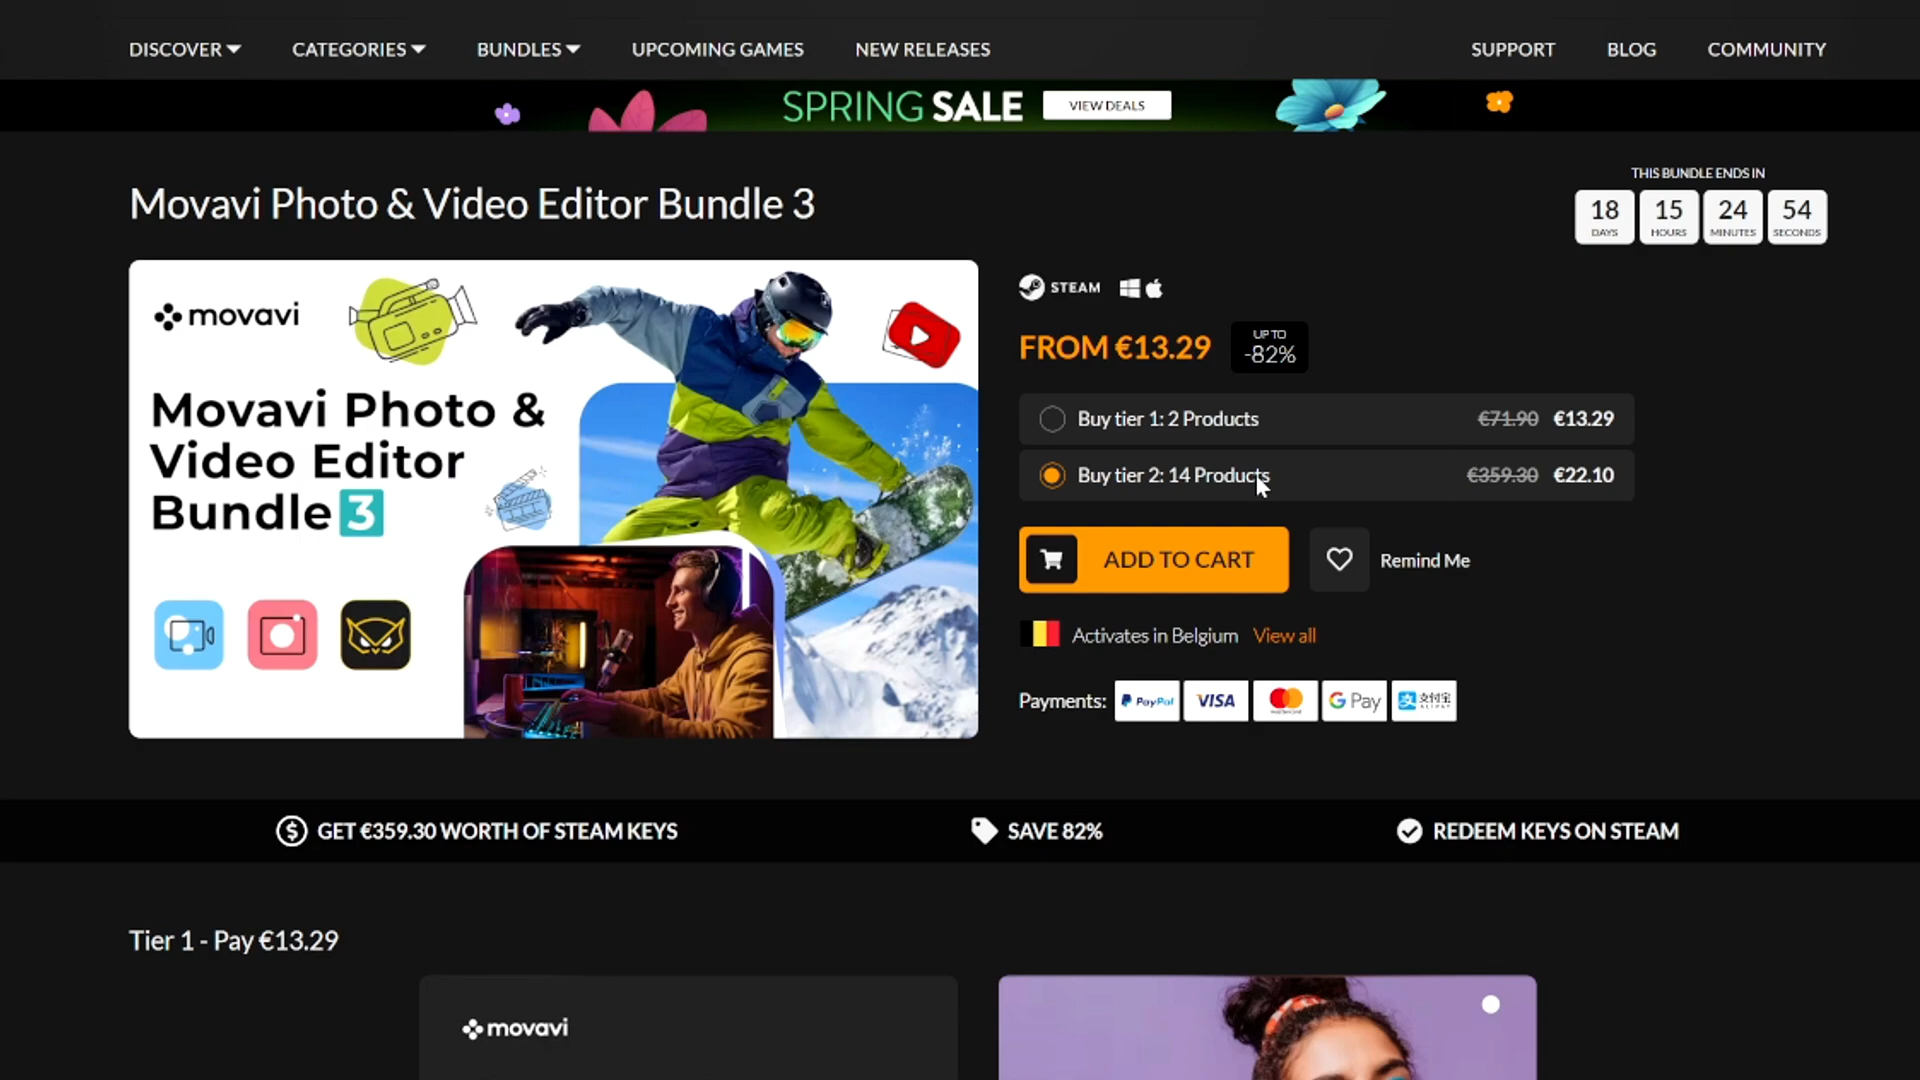 DISCOVER CATEGORIES BUNDLES UPCOMING GAMES NEW RELEASES SUPPORT BLOG COMMUNITY
SPRING SALE VIEW DEALS
THIS BUNDLE ENDS IN
18 15 24 54
DAYS HOURS MINUTES SECONDS
Movavi Photo & Video Editor Bundle 3
movavi
Movavi Photo &
Video Editor
Bundle 3
STEAM
FROM €13.29
UP TO
-82%
Buy tier 1: 2 Products €71.90 €13.29
Buy tier 2: 14 Products €359.30 €22.10
ADD TO CART
Remind Me
Activates in Belgium View all
Payments: PayPal VISA mastercard G Pay 支付宝
ALIPAY
GET €359.30 WORTH OF STEAM KEYS SAVE 82% REDEEM KEYS ON STEAM
Tier 1 - Pay €13.29
movavi